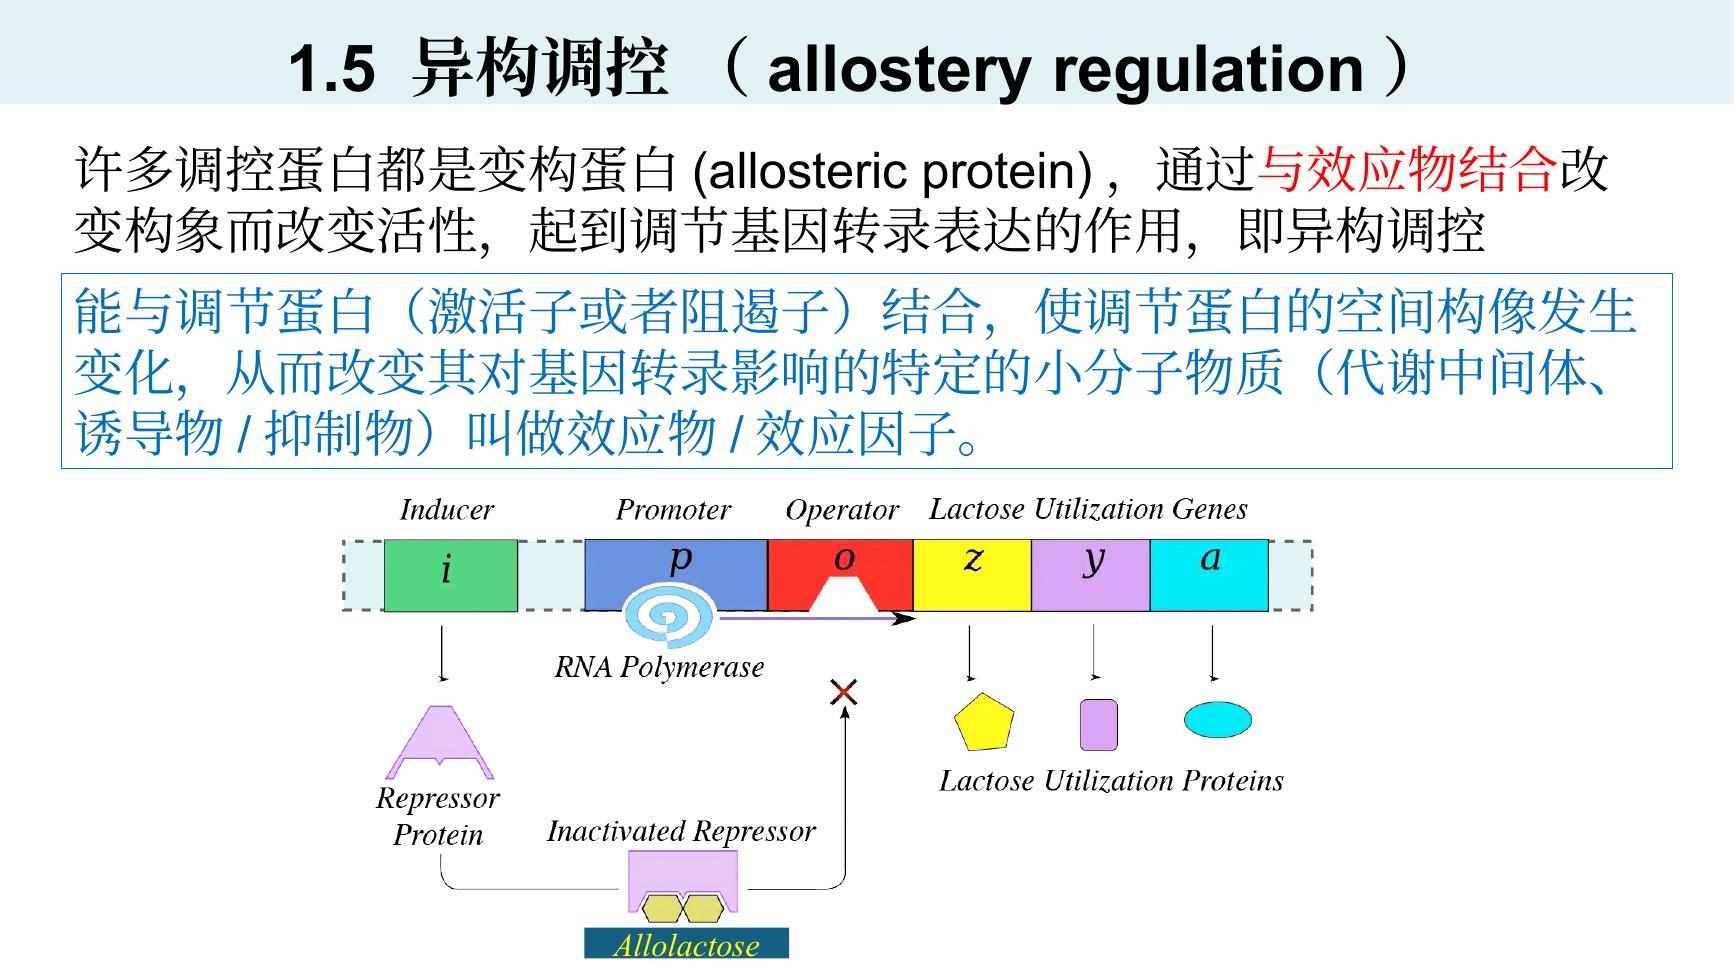 1.5 异构调控 （ allostery regulation ）
许多调控蛋白都是变构蛋白 (allosteric protein) ，通过与效应物结合改
变构象而改变活性，起到调节基因转录表达的作用，即异构调控
能与调节蛋白（激活子或者阻遏子）结合，使调节蛋白的空间构像发生
变化，从而改变其对基因转录影响的特定的小分子物质（代谢中间体、
诱导物 / 抑制物）叫做效应物 / 效应因子。
Inducer Promoter Operator Lactose Utilization Genes
i p o z y a
RNA Polymerase
Repressor
Protein
Lactose Utilization Proteins
Inactivated Repressor
Allolactose